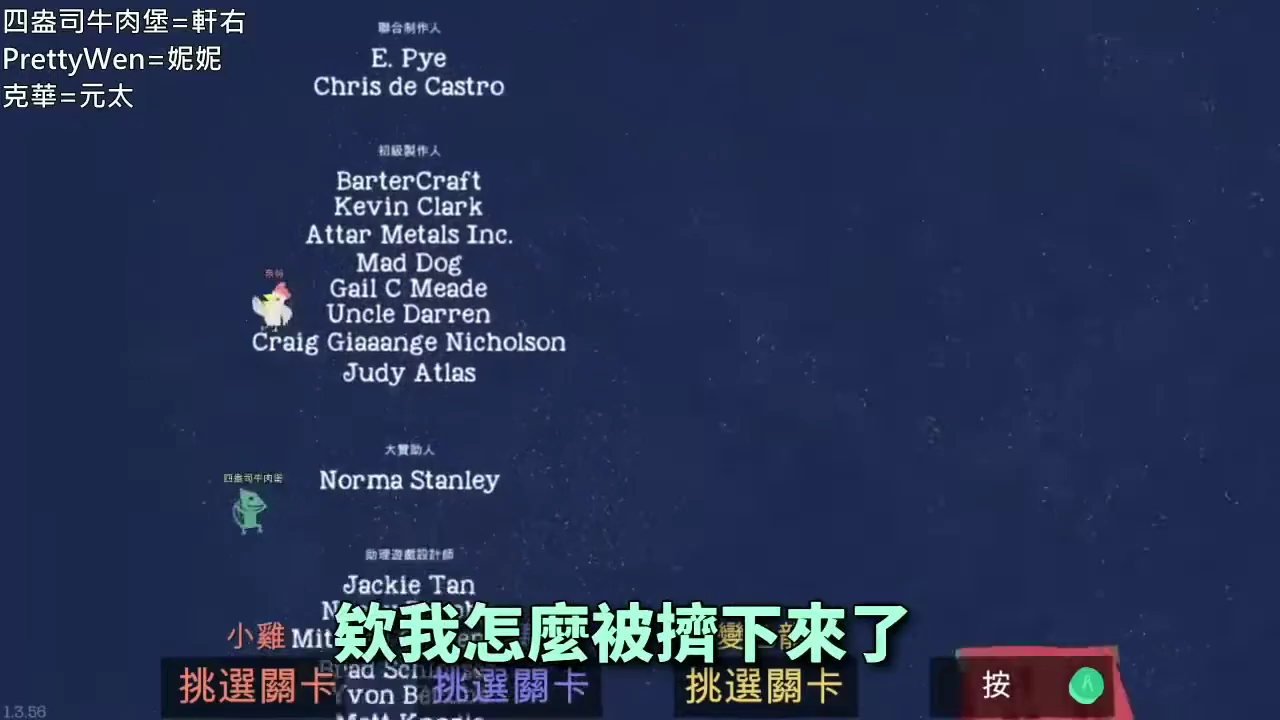 四盎司牛肉堡=軒右
PrettyWen=妮妮
克華=元太
聯合制作人
E. Pye
Chris de Castro
初級製作人
BarterCraft
Kevin Clark
Attar Metals Inc.
Mad Dog
Gail C Meade
Uncle Darren
Craig Giaaange Nicholson
Judy Atlas
大贊助人
四盎司牛肉堡
Norma Stanley
助理遊戲設計師
Jackie Tan
小雞
欸我怎麼被擠下來了
挑選關卡
挑選關卡
挑選關卡
按 A
1.3.56